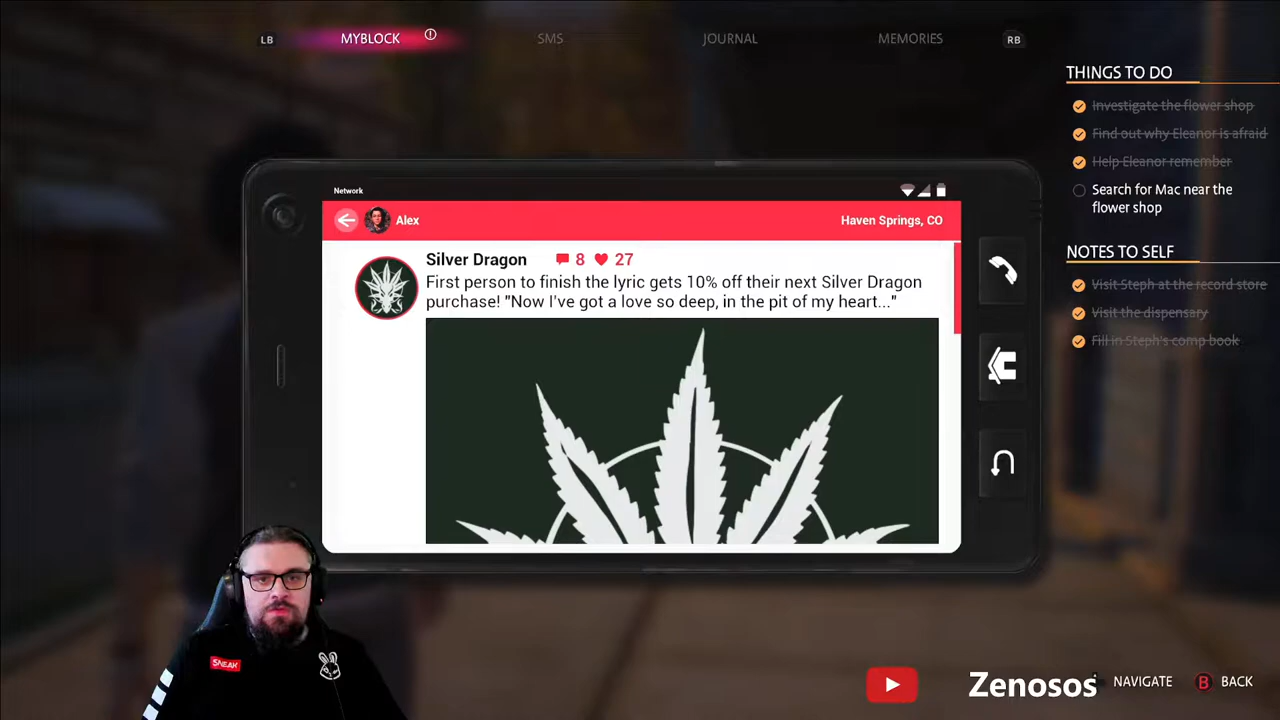 LB MYBLOCK SMS JOURNAL MEMORIES RB
THINGS TO DO
Investigate the flower shop
Find out why Eleanor is afraid
Help Eleanor remember
Search for Mac near the
flower shop
NOTES TO SELF
Visit Steph at the record store
Visit the dispensary
Fill in Steph's comp book
Network
Alex Haven Springs, CO
Silver Dragon 8 27
First person to finish the lyric gets 10% off their next Silver Dragon
purchase! "Now I've got a love so deep, in the pit of my heart..."
SNEAK
Zenosos
NAVIGATE B BACK